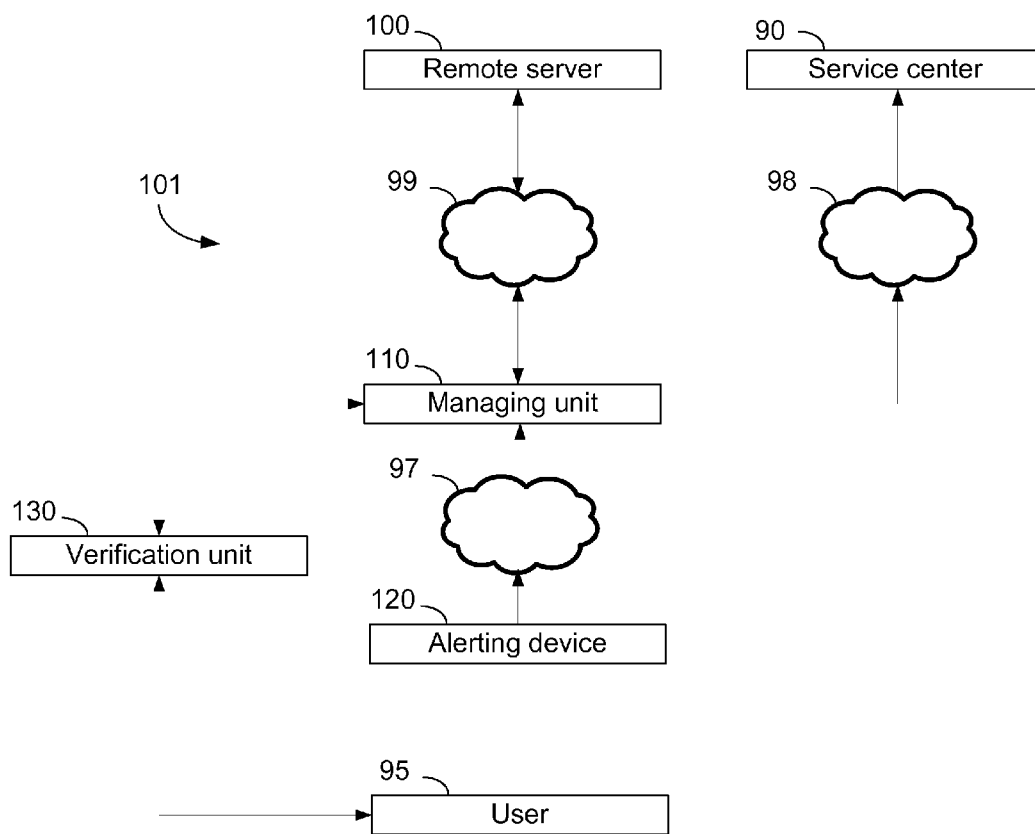 100
Remote server
90
Service center
101
99
98
110
Managing unit
97
130
Verification unit
120
Alerting device
95
User